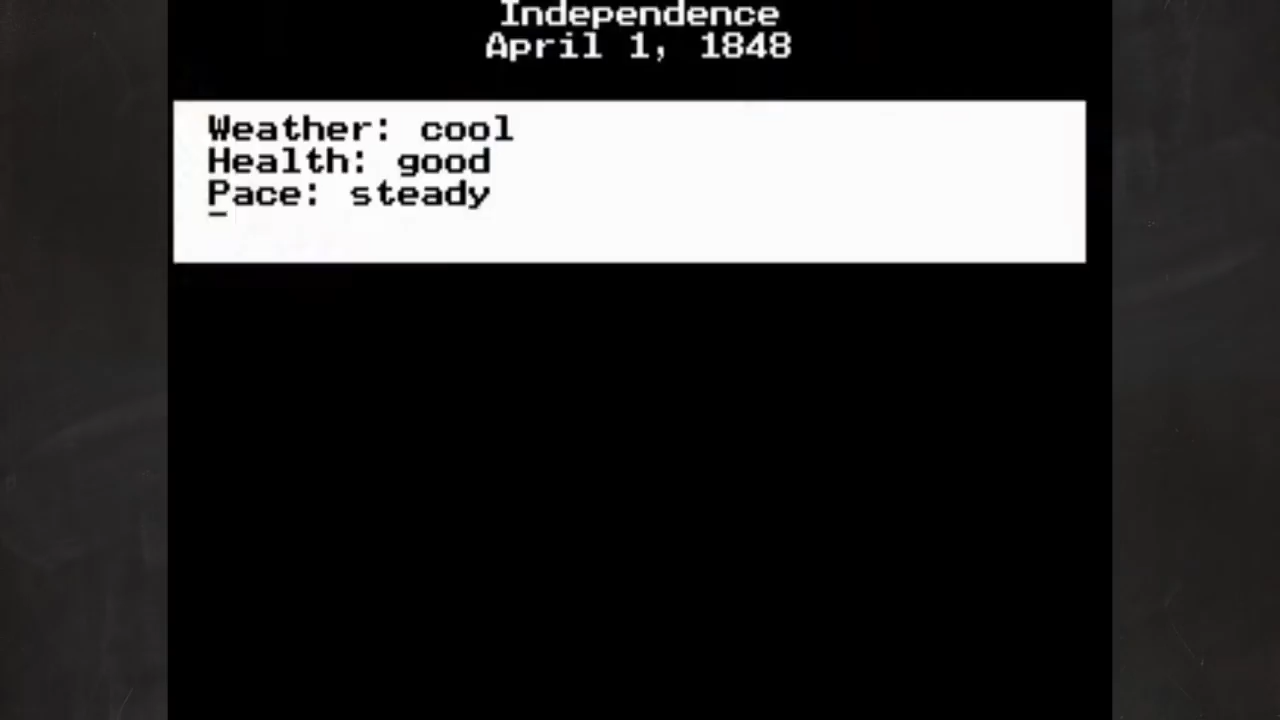 Independence
April 1, 1848
Weather: cool
Health: good
Pace: steady